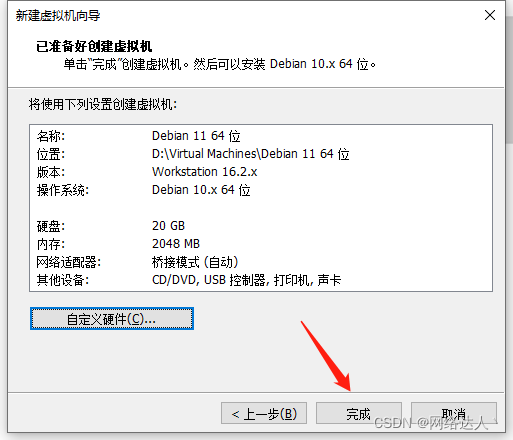 新建虚拟机向导
已准备好创建虚拟机
单击“完成”创建虚拟机。然后可以安装 Debian 10.x 64 位。
将使用下列设置创建虚拟机:
名称: Debian 11 64 位
位置: D:\Virtual Machines\Debian 11 64 位
版本: Workstation 16.2.x
操作系统: Debian 10.x 64 位
硬盘: 20 GB
内存: 2048 MB
网络适配器: 桥接模式 (自动)
其他设备: CD/DVD, USB 控制器, 打印机, 声卡
自定义硬件(C)...
< 上一步(B) 完成 取消
CSDN @网络达人丶